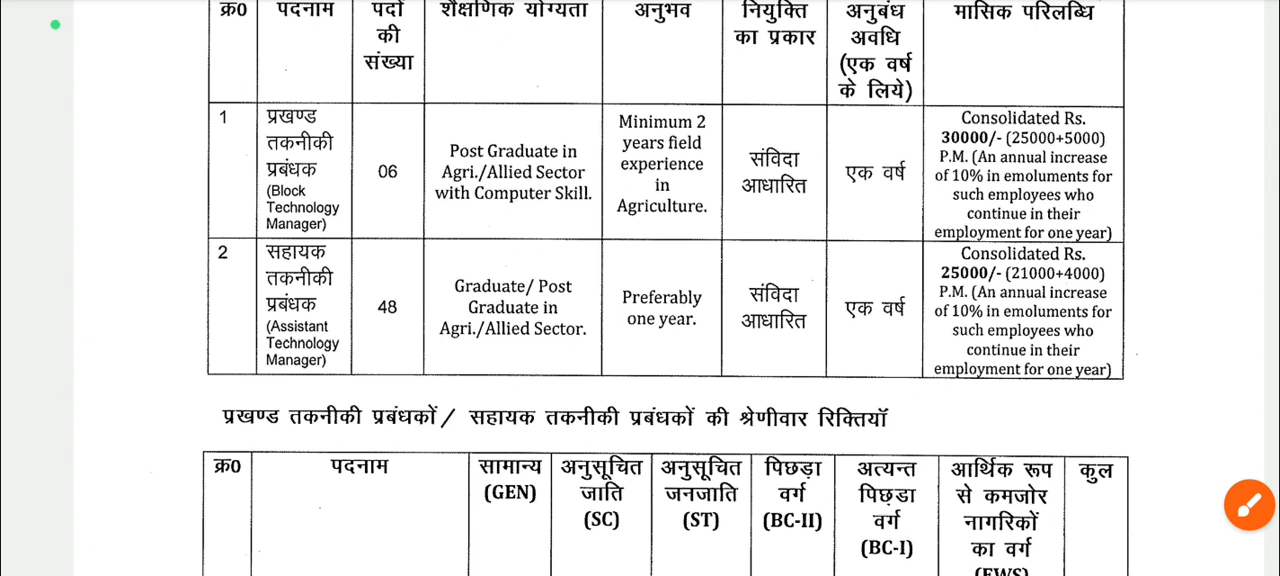 क्र0 पदनाम पदों की संख्या शैक्षणिक योग्यता अनुभव नियुक्ति का प्रकार अनुबंध अवधि (एक वर्ष के लिये) मासिक परिलब्धि
1
प्रखण्ड
तकनीकी
प्रबंधक
(Block
Technology
Manager)
06
Post Graduate in
Agri./Allied Sector
with Computer Skill.
Minimum 2
years field
experience
in
Agriculture.
संविदा
आधारित
एक वर्ष
Consolidated Rs.
30000/- (25000+5000)
P.M. (An annual increase
of 10% in emoluments for
such employees who
continue in their
employment for one year)
2
सहायक
तकनीकी
प्रबंधक
(Assistant
Technology
Manager)
48
Graduate/ Post
Graduate in
Agri./Allied Sector.
Preferably
one year.
संविदा
आधारित
एक वर्ष
Consolidated Rs.
25000/- (21000+4000)
P.M. (An annual increase
of 10% in emoluments for
such employees who
continue in their
employment for one year)
प्रखण्ड तकनीकी प्रबंधकों/ सहायक तकनीकी प्रबंधकों की श्रेणीवार रिक्तियॉ
क्र0
पदनाम
सामान्य
(GEN)
अनुसूचित
जाति
(SC)
अनुसूचित
जनजाति
(ST)
पिछड़ा
वर्ग
(BC-II)
अत्यन्त
पिछड़ा
वर्ग
(BC-I)
आर्थिक रूप
से कमजोर
नागरिकों
का वर्ग
(EWS)
कुल